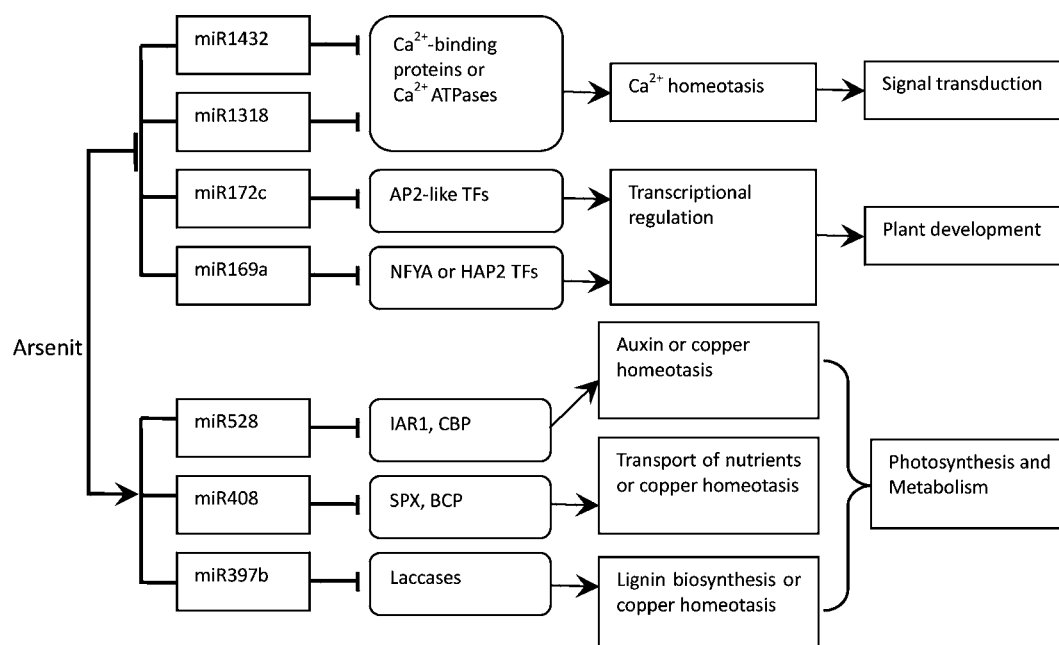 miR1432
Ca2+-binding
proteins or
Ca2+ ATPases
miR1318
Ca2+ homeotasis
Signal transduction
miR172c
AP2-like TFs
Transcriptional
regulation
Plant development
miR169a
NFYA or HAP2 TFs
Arsenit
Auxin or copper
homeotasis
miR528
IAR1, CBP
Transport of nutrients
or copper homeotasis
Photosynthesis and
Metabolism
miR408
SPX, BCP
miR397b
Laccases
Lignin biosynthesis or
copper homeotasis